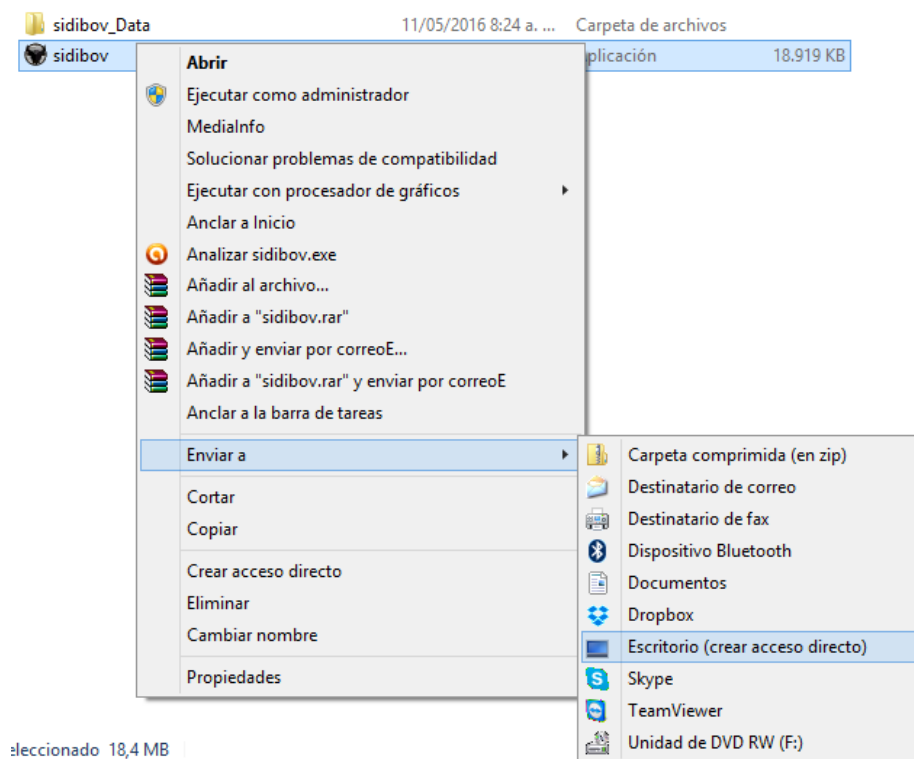 sidibov_Data 11/05/2016 8:24 a. ... Carpeta de archivos
sidibov plicación 18.919 KB
Abrir
Ejecutar como administrador
MediaInfo
Solucionar problemas de compatibilidad
Ejecutar con procesador de gráficos
Anclar a Inicio
Analizar sidibov.exe
Añadir al archivo...
Añadir a "sidibov.rar"
Añadir y enviar por correoE...
Añadir a "sidibov.rar" y enviar por correoE
Anclar a la barra de tareas
Enviar a
Cortar
Copiar
Crear acceso directo
Eliminar
Cambiar nombre
Propiedades
Carpeta comprimida (en zip)
Destinatario de correo
Destinatario de fax
Dispositivo Bluetooth
Documentos
Dropbox
Escritorio (crear acceso directo)
Skype
TeamViewer
Unidad de DVD RW (F:)
eleccionado 18,4 MB